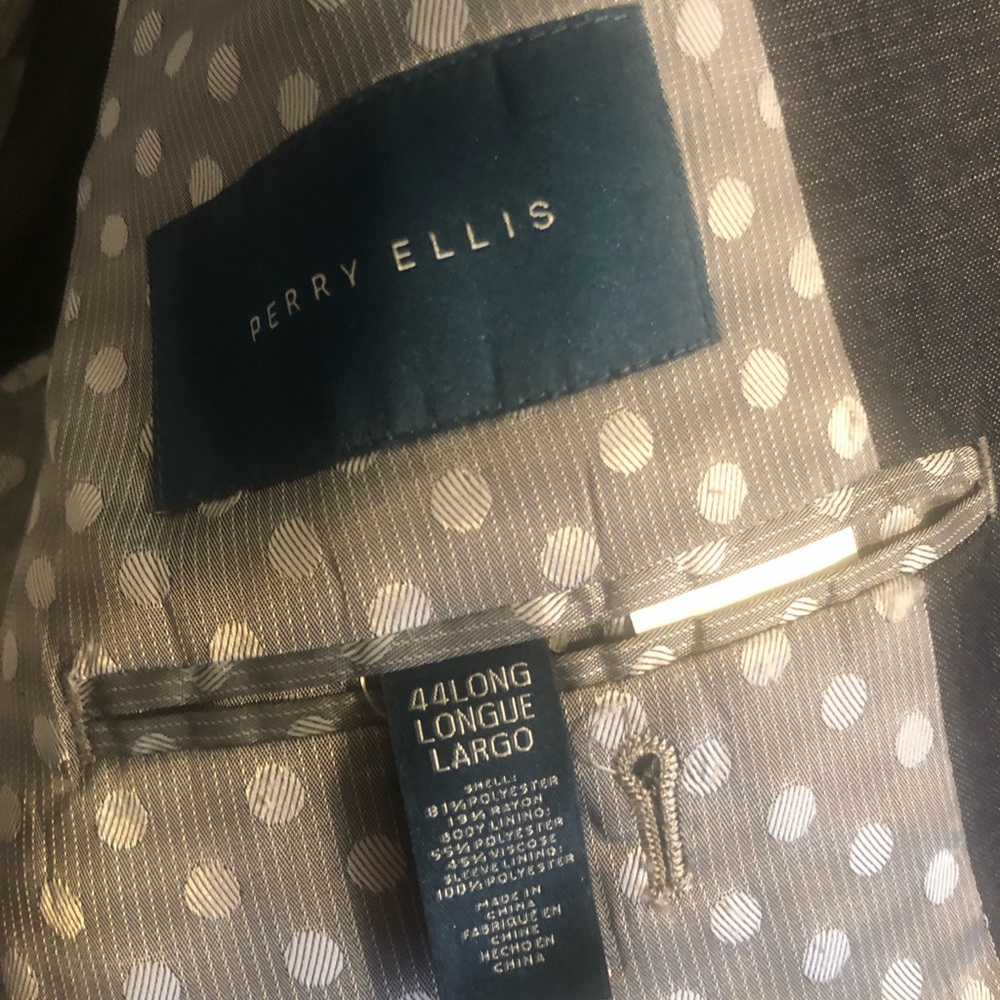 PERRY ELLIS
44LONG
LONGUE
LARGO
SHELL:
81% POLYESTER
19% RAYON
BODY LINING:
55% POLYESTER
45% VISCOSE
SLEEVE LINING:
100% POLYESTER
MADE IN
CHINA
FABRIQUE EN
CHINE
HECHO EN
CHINA